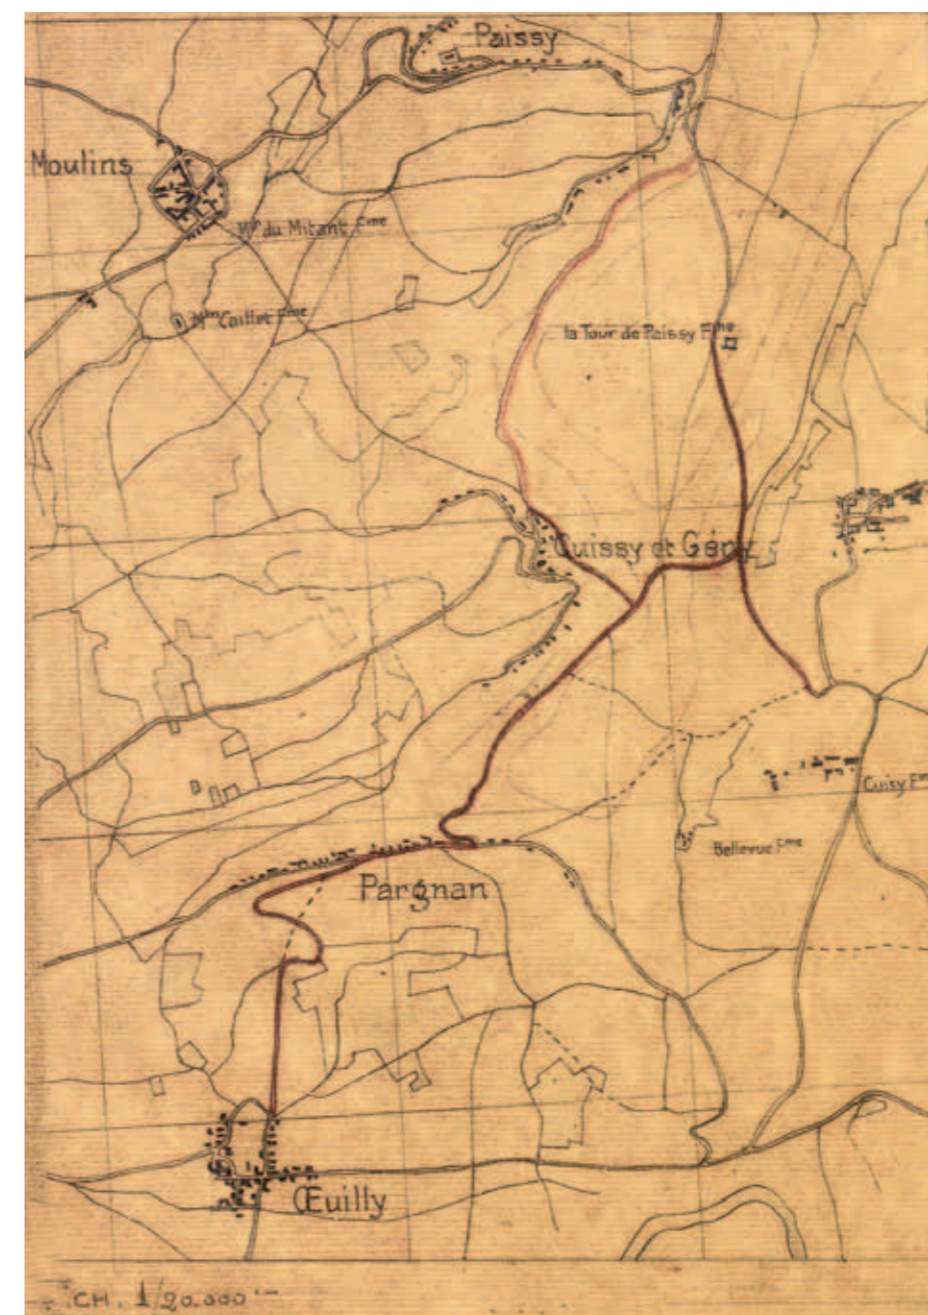 Paissy
Moulins
Mⁱⁿ du Mitant Fᵐᵉ
Mⁱⁿ Caillet Fᵐᵉ
la Tour de Paissy Fᵐᵉ
Cuissy et Gény
Cuisy Fᵐᵉ
Bellevue Fᵐᵉ
Pargnan
Œuilly
CH. 1/20.000